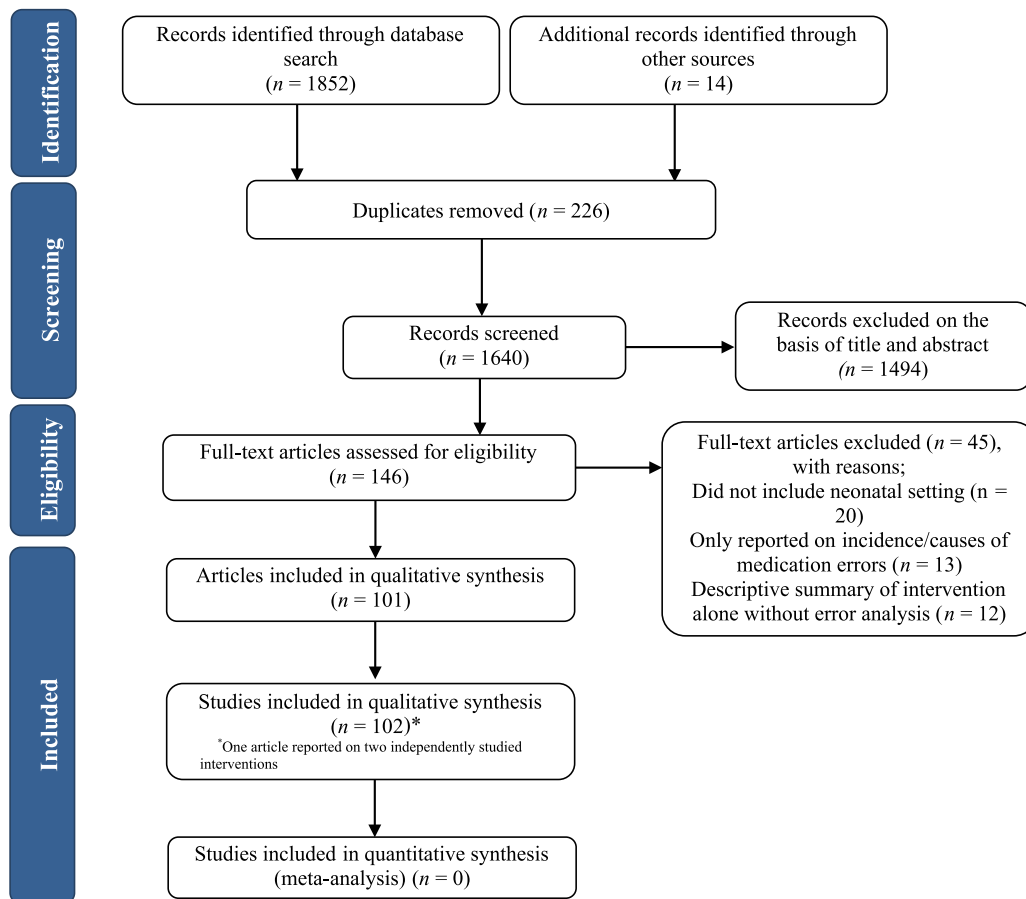 Identification
Records identified through database
search
(n = 1852)
Additional records identified through
other sources
(n = 14)
Screening
Duplicates removed (n = 226)
Records screened
(n = 1640)
Records excluded on the
basis of title and abstract
(n = 1494)
Eligibility
Full-text articles assessed for eligibility
(n = 146)
Full-text articles excluded (n = 45),
with reasons;
Did not include neonatal setting (n =
20)
Only reported on incidence/causes of
medication errors (n = 13)
Descriptive summary of intervention
alone without error analysis (n = 12)
Included
Articles included in qualitative synthesis
(n = 101)
Studies included in qualitative synthesis
(n = 102)*
*One article reported on two independently studied
interventions
Studies included in quantitative synthesis
(meta-analysis) (n = 0)